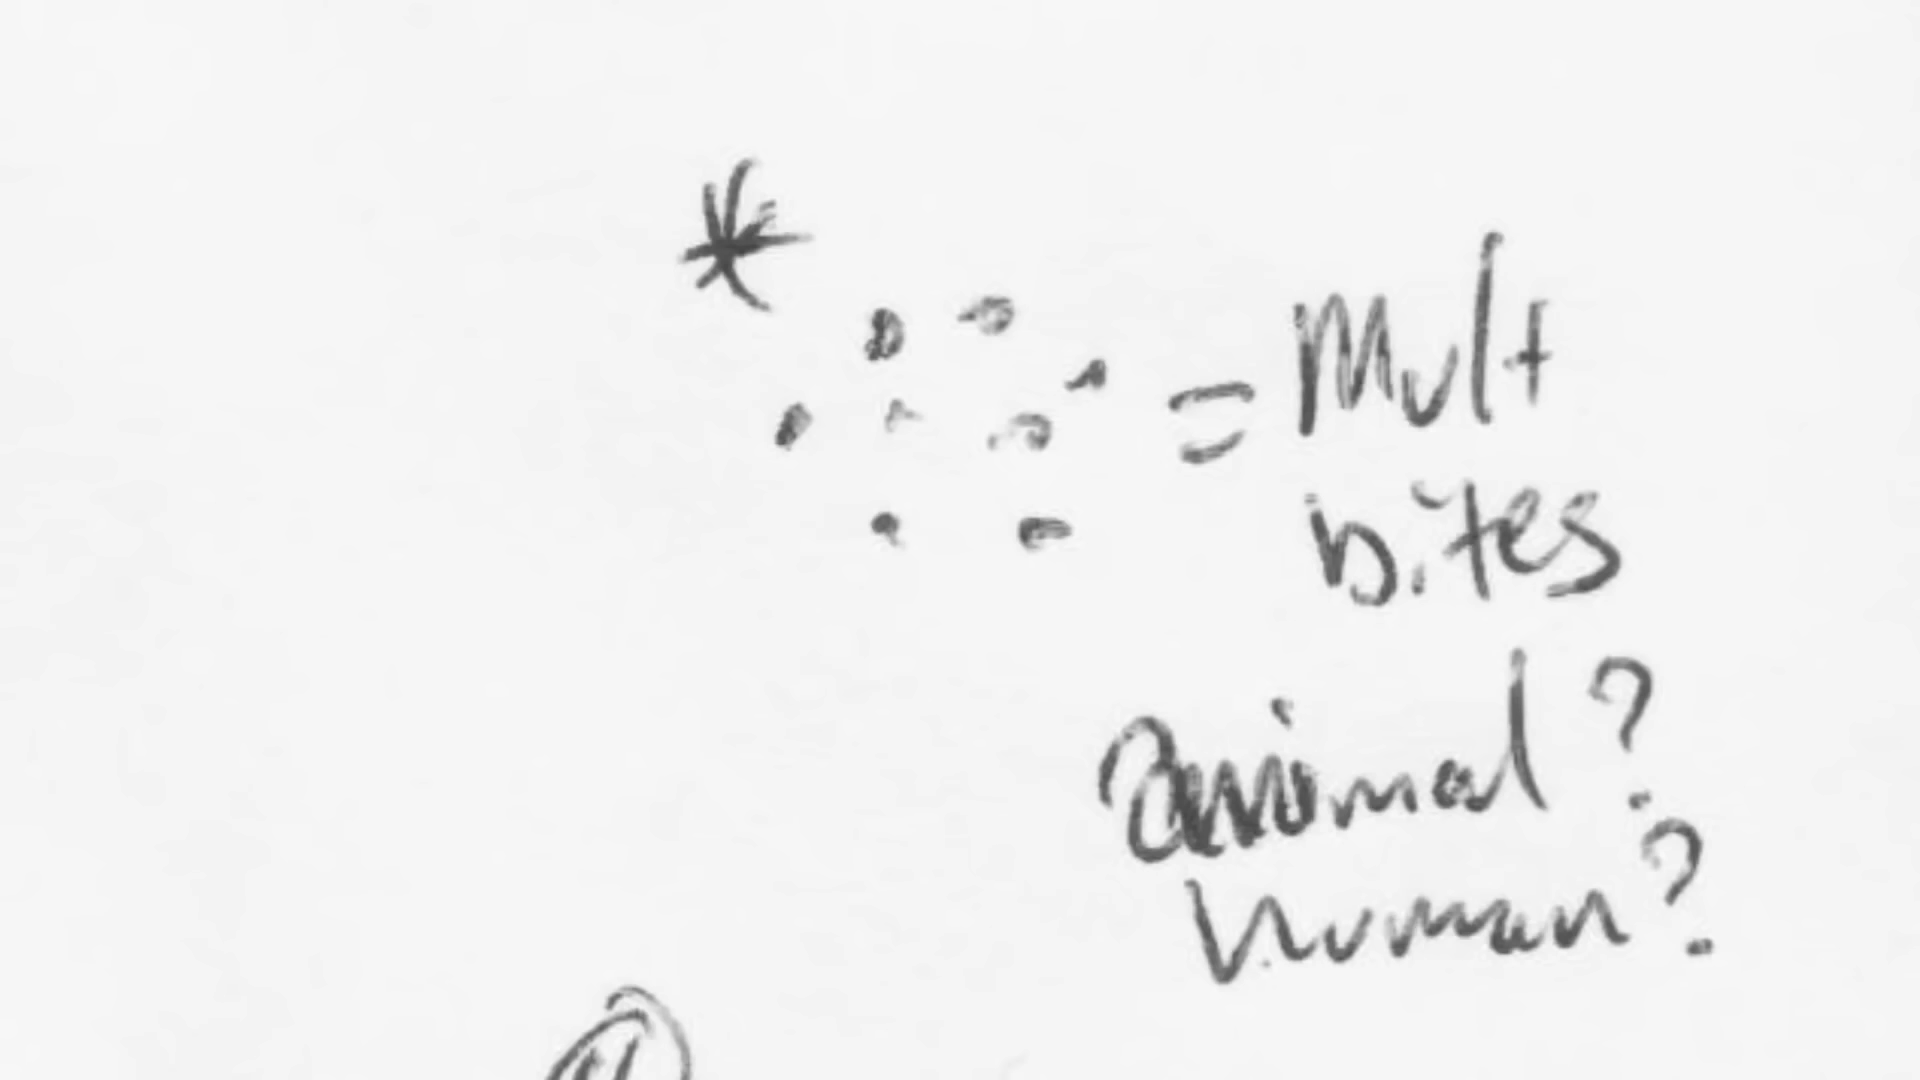 * = Mult
bites
animal?
human?